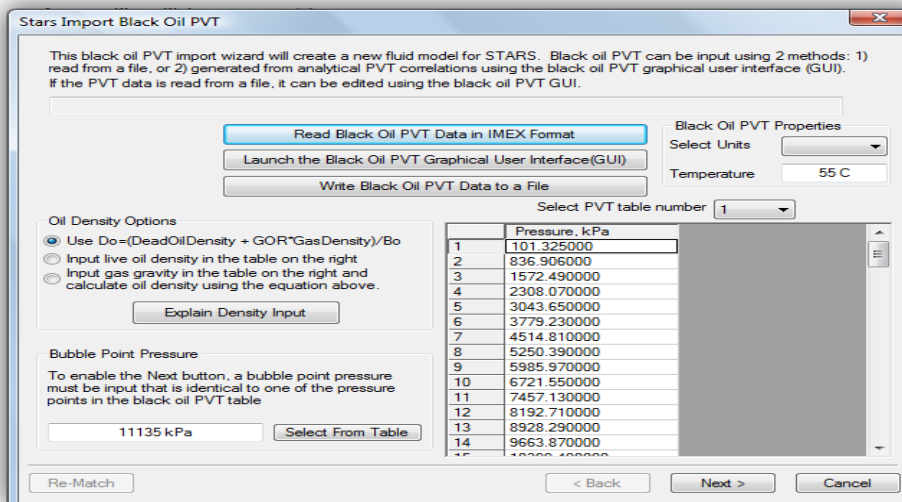 Stars Import Black Oil PVT
This black oil PVT import wizard will create a new fluid model for STARS. Black oil PVT can be input using 2 methods: 1)
read from a file, or 2) generated from analytical PVT correlations using the black oil PVT graphical user interface (GUI).
If the PVT data is read from a file, it can be edited using the black oil PVT GUI.
Read Black Oil PVT Data in IMEX Format
Launch the Black Oil PVT Graphical User Interface(GUI)
Write Black Oil PVT Data to a File
Black Oil PVT Properties
Select Units
Temperature 55 C
Select PVT table number 1
Oil Density Options
Use Do=(DeadOilDensity + GOR*GasDensity)/Bo
Input live oil density in the table on the right
Input gas gravity in the table on the right and
calculate oil density using the equation above.
Explain Density Input
Bubble Point Pressure
To enable the Next button, a bubble point pressure
must be input that is identical to one of the pressure
points in the black oil PVT table
11135 kPa Select From Table
Pressure, kPa
1 101.325000
2 836.906000
3 1572.490000
4 2308.070000
5 3043.650000
6 3779.230000
7 4514.810000
8 5250.390000
9 5985.970000
10 6721.550000
11 7457.130000
12 8192.710000
13 8928.290000
14 9663.870000
Re-Match < Back Next > Cancel